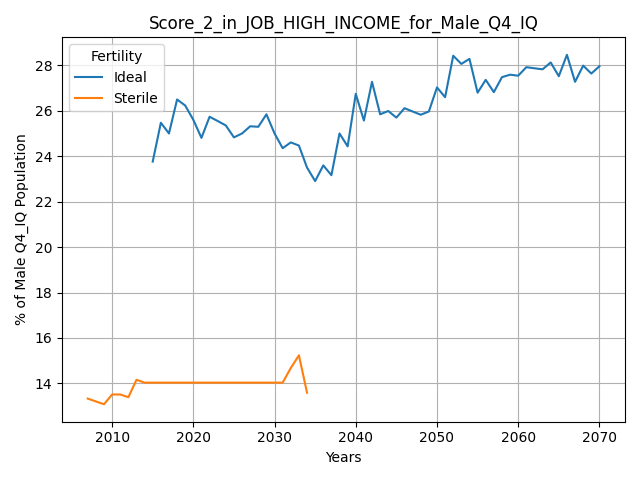 Score_2_in_JOB_HIGH_INCOME_for_Male_Q4_IQ
Fertility
Ideal
Sterile
% of Male Q4_IQ Population
28
26
24
22
20
18
16
14
2010 2020 2030 2040 2050 2060 2070
Years